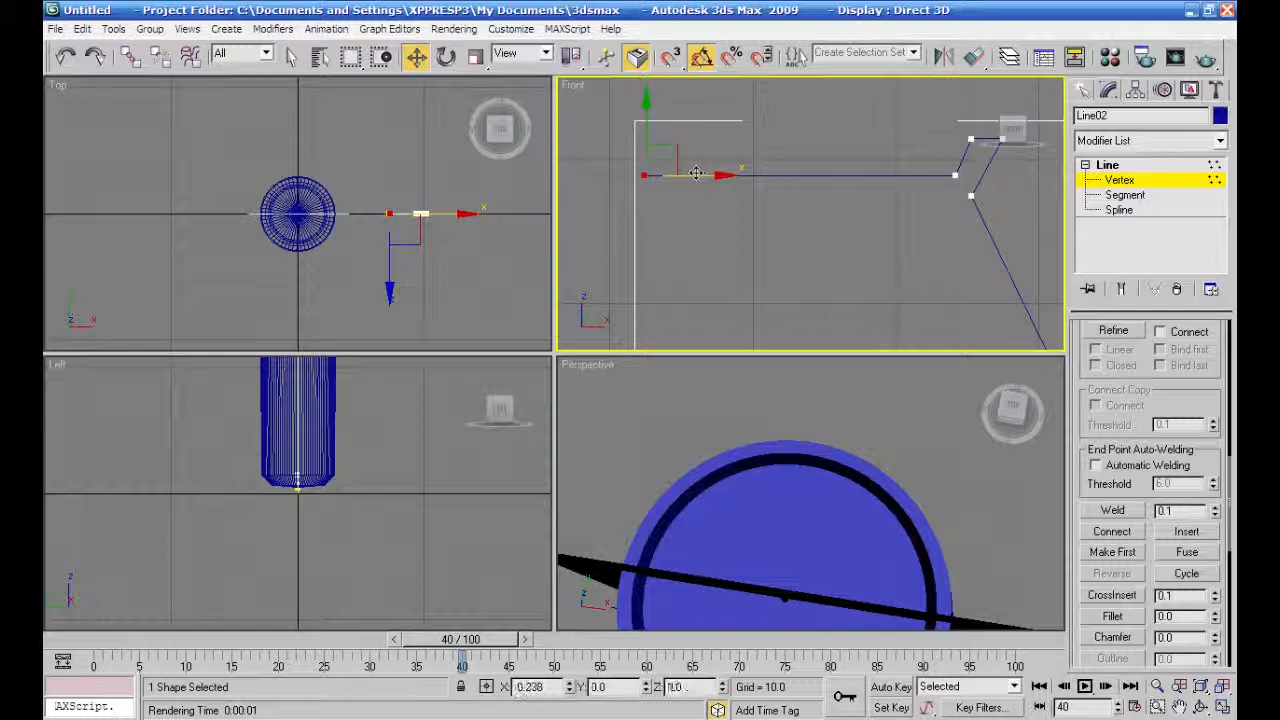 Untitled - Project Folder: C:\Documents and Settings\XPPRESP3\My Documents\3dsmax - Autodesk 3ds Max 2009 - Display : Direct 3D
File Edit Tools Group Views Create Modifiers Animation Graph Editors Rendering Customize MAXScript Help
All View Create Selection Set
Top Front
Line02
Modifier List
Line
Vertex
Segment
Spline
Refine Connect
Linear Bind first
Closed Bind last
Left Perspective
Connect Copy
Connect
Threshold 0.1
End Point Auto-Welding
Automatic Welding
Threshold 6.0
Weld 0.1
Connect Insert
Make First Fuse
Reverse Cycle
CrossInsert 0.1
Fillet 0.0
Chamfer 0.0
Outline 0.0
40 / 100
0 5 10 15 20 25 30 35 40 45 50 55 60 65 70 75 80 85 90 95 100
1 Shape Selected X: 0.238 Y: 0.0 Z: Grid = 10.0 Auto Key Selected
AXScript. Rendering Time 0:00:01 Add Time Tag Set Key Key Filters... 40